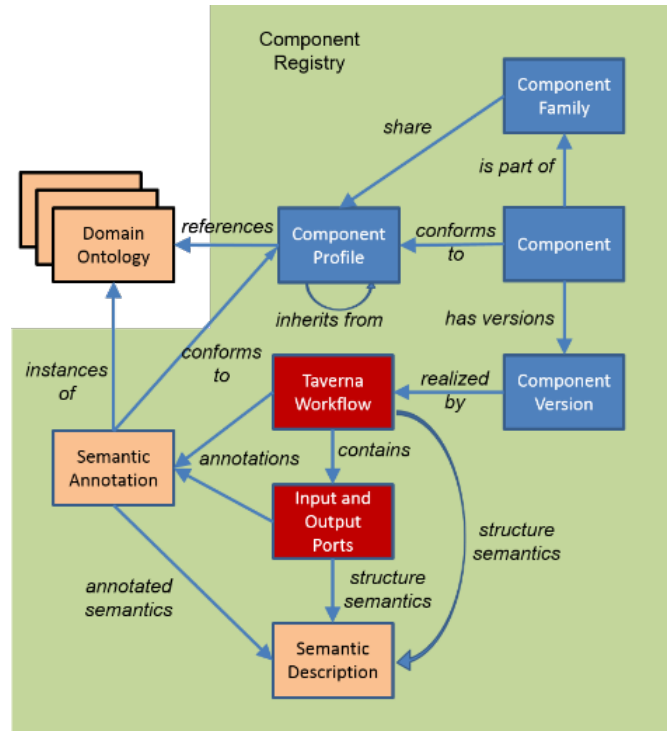 Component
Registry
Component
Family
share
is part of
Domain
Ontology
references
Component
Profile
conforms
to
Component
inherits from
has versions
instances
of
conforms
to
Taverna
Workflow
realized
by
Component
Version
Semantic
Annotation
annotations
contains
Input and
Output
Ports
structure
semantics
annotated
semantics
structure
semantics
Semantic
Description